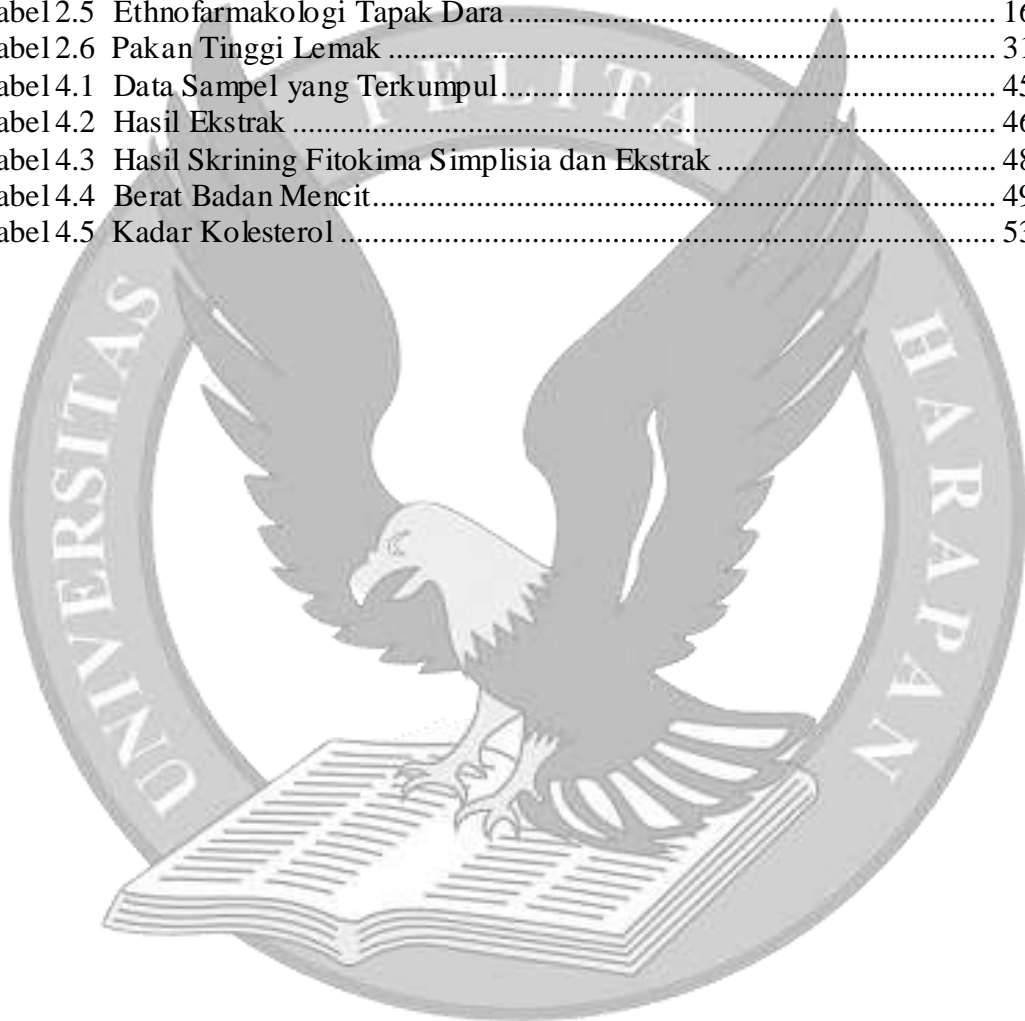 abel 2.5 Ethnofarmakologi Tapak Dara ........................................................................ 16
abel 2.6 Pakan Tinggi Lemak ........................................................................ 31
abel 4.1 Data Sampel yang Terkumpul ........................................................................ 45
abel 4.2 Hasil Ekstrak ........................................................................ 46
abel 4.3 Hasil Skrining Fitokima Simplisia dan Ekstrak ........................................................................ 48
abel 4.4 Berat Badan Mencit ........................................................................ 49
abel 4.5 Kadar Kolesterol ........................................................................ 53
UNIVERSITAS PELITA HARAPAN